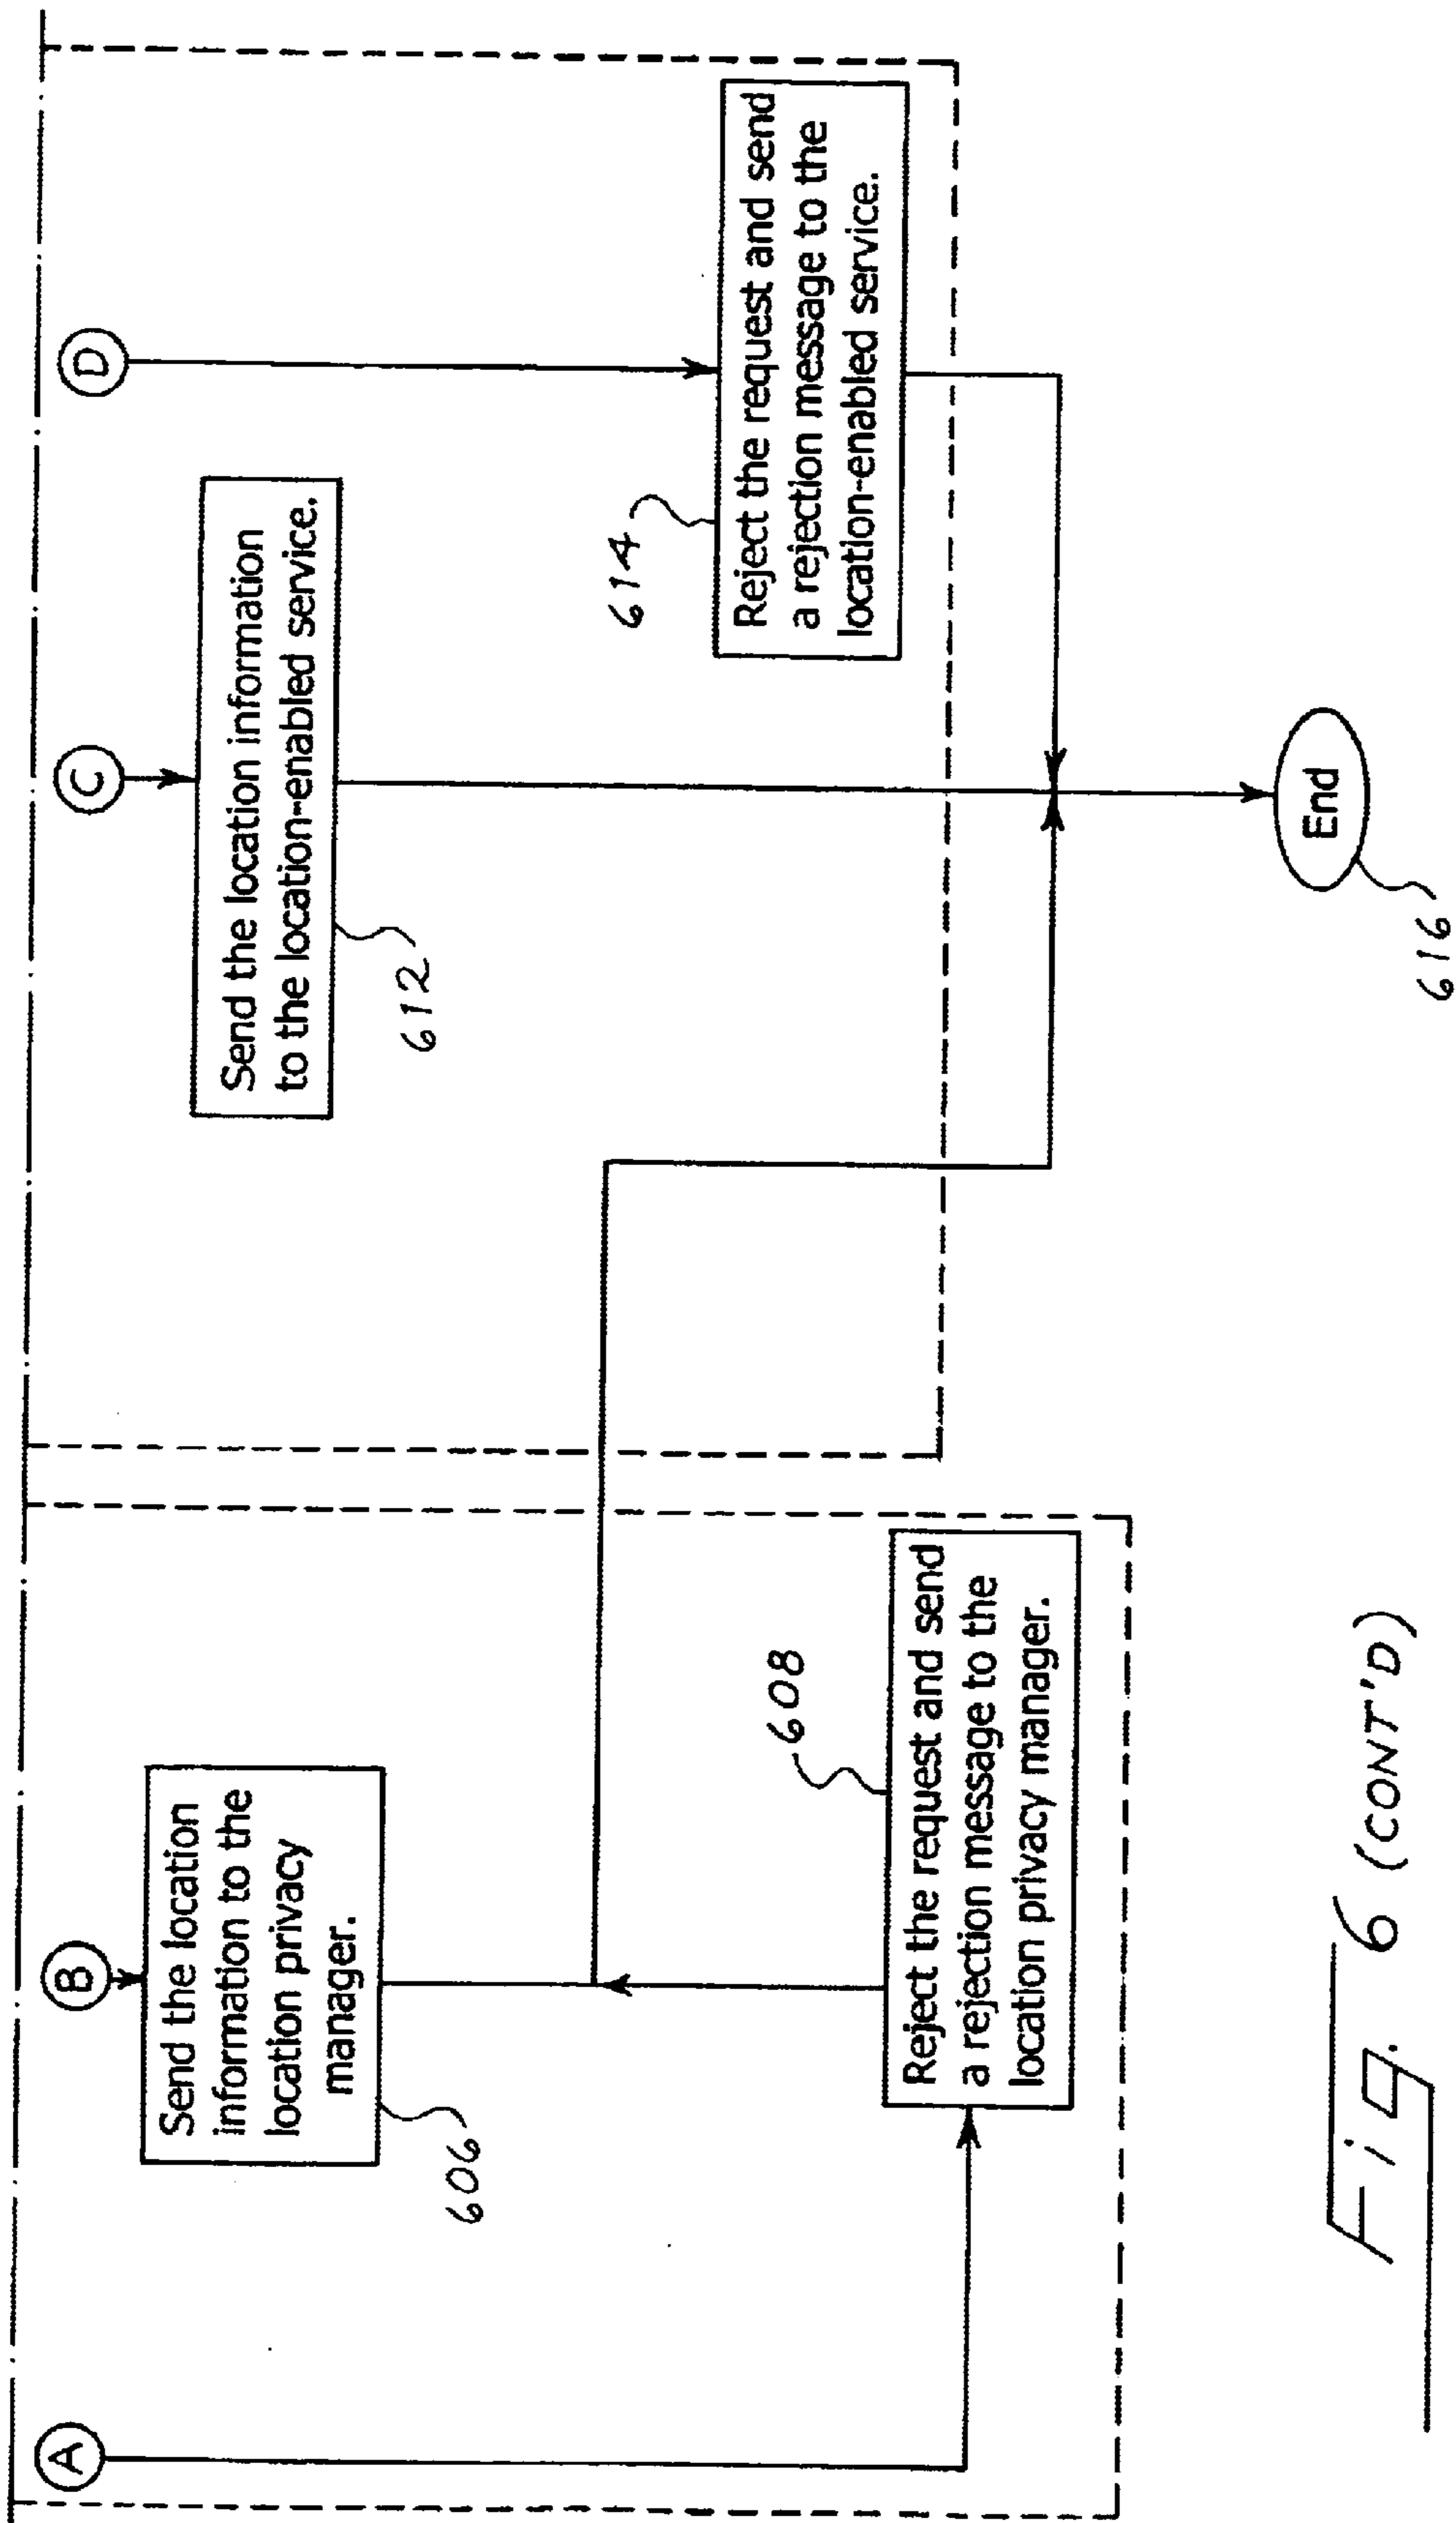 A
B
C
D
Send the location
information to the
location privacy
manager.
606
Send the location information
to the location-enabled service.
612
614
Reject the request and send
a rejection message to the
location-enabled service.
608
Reject the request and send
a rejection message to the
location privacy manager.
End
616
Fig. 6 (CONT'D)